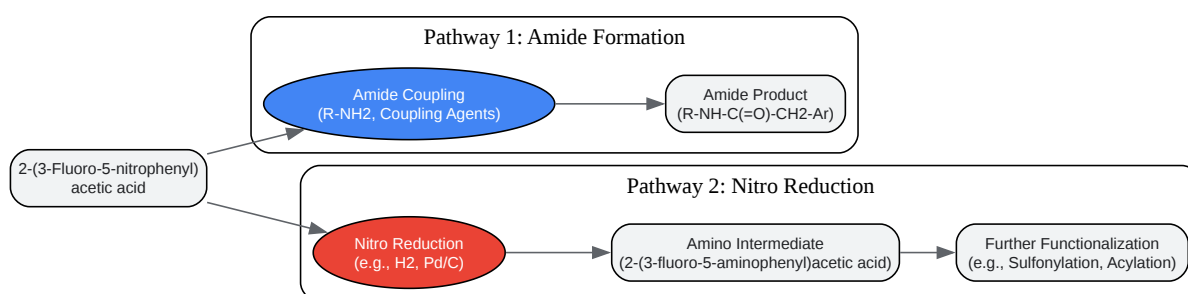 Pathway 1: Amide Formation
Amide Coupling
(R-NH2, Coupling Agents)
Amide Product
(R-NH-C(=O)-CH2-Ar)
2-(3-Fluoro-5-nitrophenyl)
acetic acid
Pathway 2: Nitro Reduction
Nitro Reduction
(e.g., H2, Pd/C)
Amino Intermediate
(2-(3-fluoro-5-aminophenyl)acetic acid)
Further Functionalization
(e.g., Sulfonylation, Acylation)